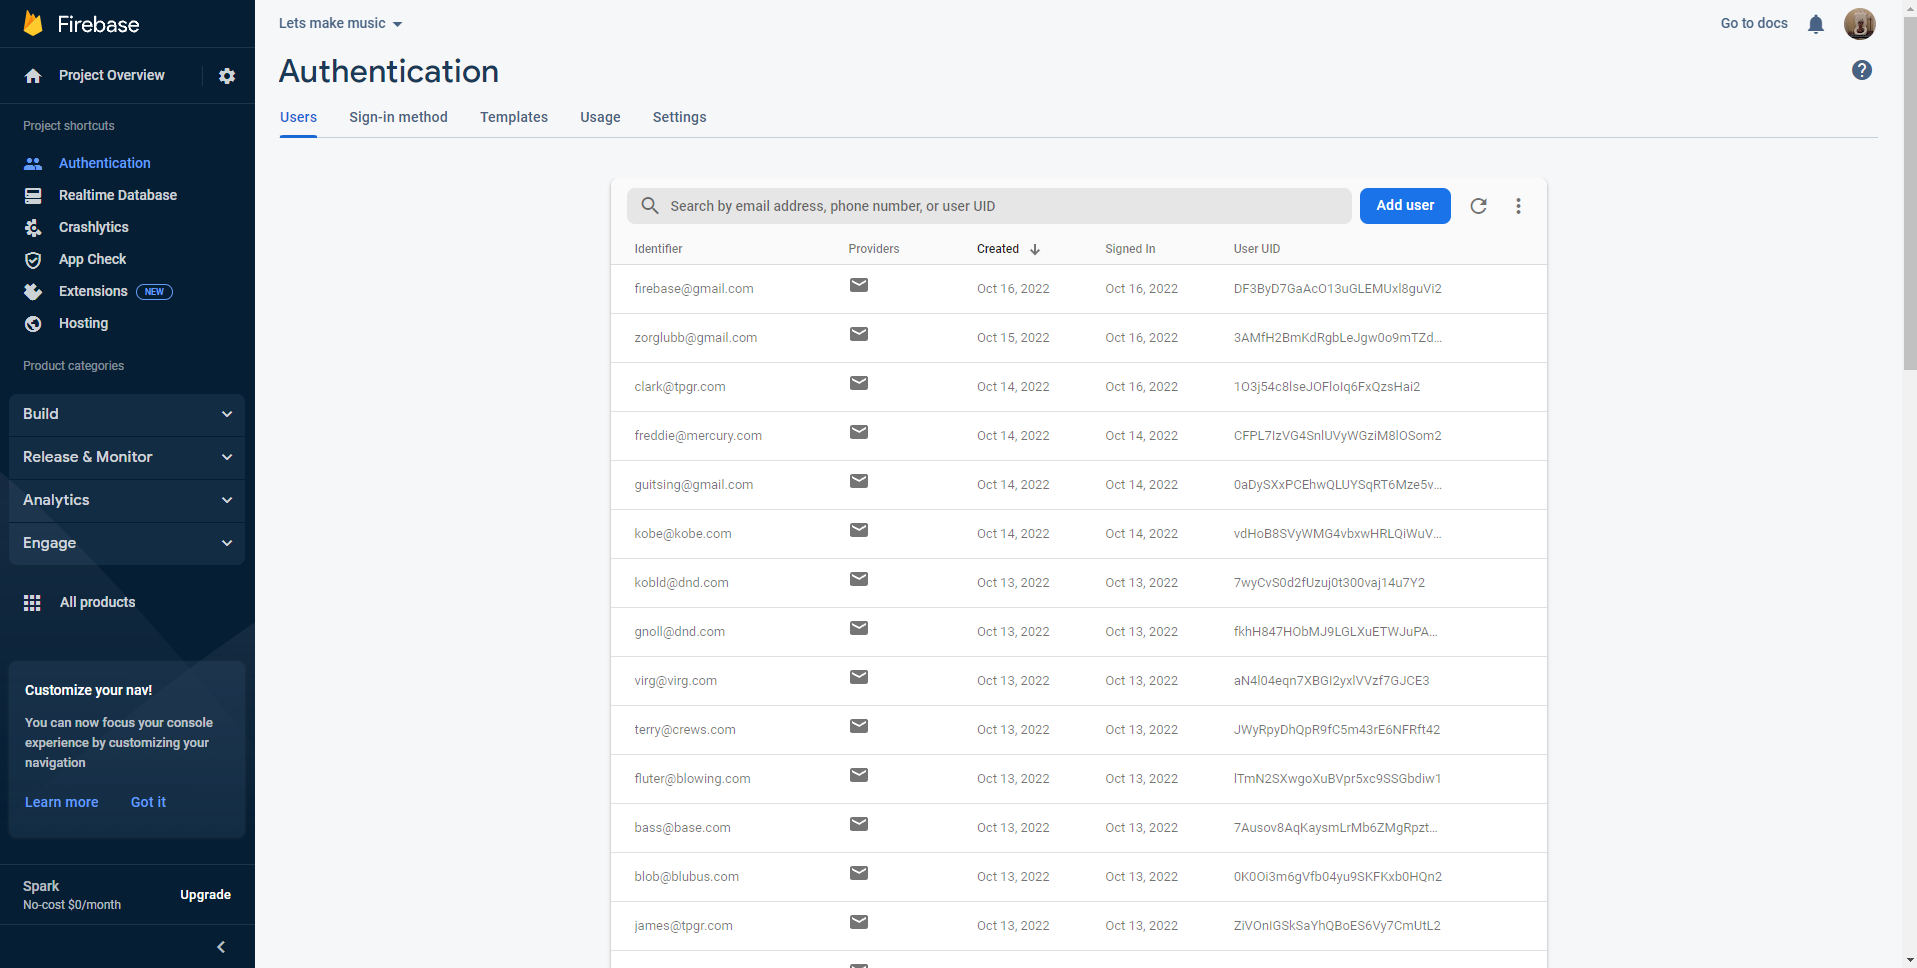 Firebase
Lets make music
Go to docs
Project Overview
Authentication
Users Sign-in method Templates Usage Settings
Project shortcuts
Authentication
Realtime Database
Crashlytics
App Check
Extensions NEW
Hosting
Product categories
Build
Release & Monitor
Analytics
Engage
All products
Customize your nav!
You can now focus your console
experience by customizing your
navigation
Learn more Got it
Spark
No-cost $0/month
Upgrade
Search by email address, phone number, or user UID Add user
Identifier Providers Created Signed In User UID
firebase@gmail.com Oct 16, 2022 Oct 16, 2022 DF3ByD7GaAcO13uGLEMUxl8guVi2
zorglubb@gmail.com Oct 15, 2022 Oct 16, 2022 3AMfH2BmKdRgbLeJgw0o9mTZd...
clark@tpgr.com Oct 14, 2022 Oct 16, 2022 1O3j54c8lseJOFloIq6FxQzsHai2
freddie@mercury.com Oct 14, 2022 Oct 14, 2022 CFPL7IzVG4SnlUVyWGziM8lOSom2
guitsing@gmail.com Oct 14, 2022 Oct 14, 2022 0aDySXxPCEhwQLUYSqRT6Mze5v...
kobe@kobe.com Oct 14, 2022 Oct 14, 2022 vdHoB8SVyWMG4vbxwHRLQiWuV...
kobld@dnd.com Oct 13, 2022 Oct 13, 2022 7wyCvS0d2fUzuj0t300vaj14u7Y2
gnoll@dnd.com Oct 13, 2022 Oct 13, 2022 fkhH847HObMJ9LGLXuETWJuPA...
virg@virg.com Oct 13, 2022 Oct 13, 2022 aN4l04eqn7XBGI2yxlVVzf7GJCE3
terry@crews.com Oct 13, 2022 Oct 13, 2022 JWyRpyDhQpR9fC5m43rE6NFRft42
fluter@blowing.com Oct 13, 2022 Oct 13, 2022 lTmN2SXwgoXuBVpr5xc9SSGbdiw1
bass@base.com Oct 13, 2022 Oct 13, 2022 7Ausov8AqKaysmLrMb6ZMgRpzt...
blob@blubus.com Oct 13, 2022 Oct 13, 2022 0K0Oi3m6gVfb04yu9SKFKxb0HQn2
james@tpgr.com Oct 13, 2022 Oct 13, 2022 ZiVOnIGSkSaYhQBoES6Vy7CmUtL2